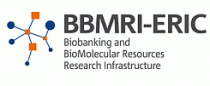 BBMRI-ERIC
Biobanking and
BioMolecular Resources
Research Infrastructure